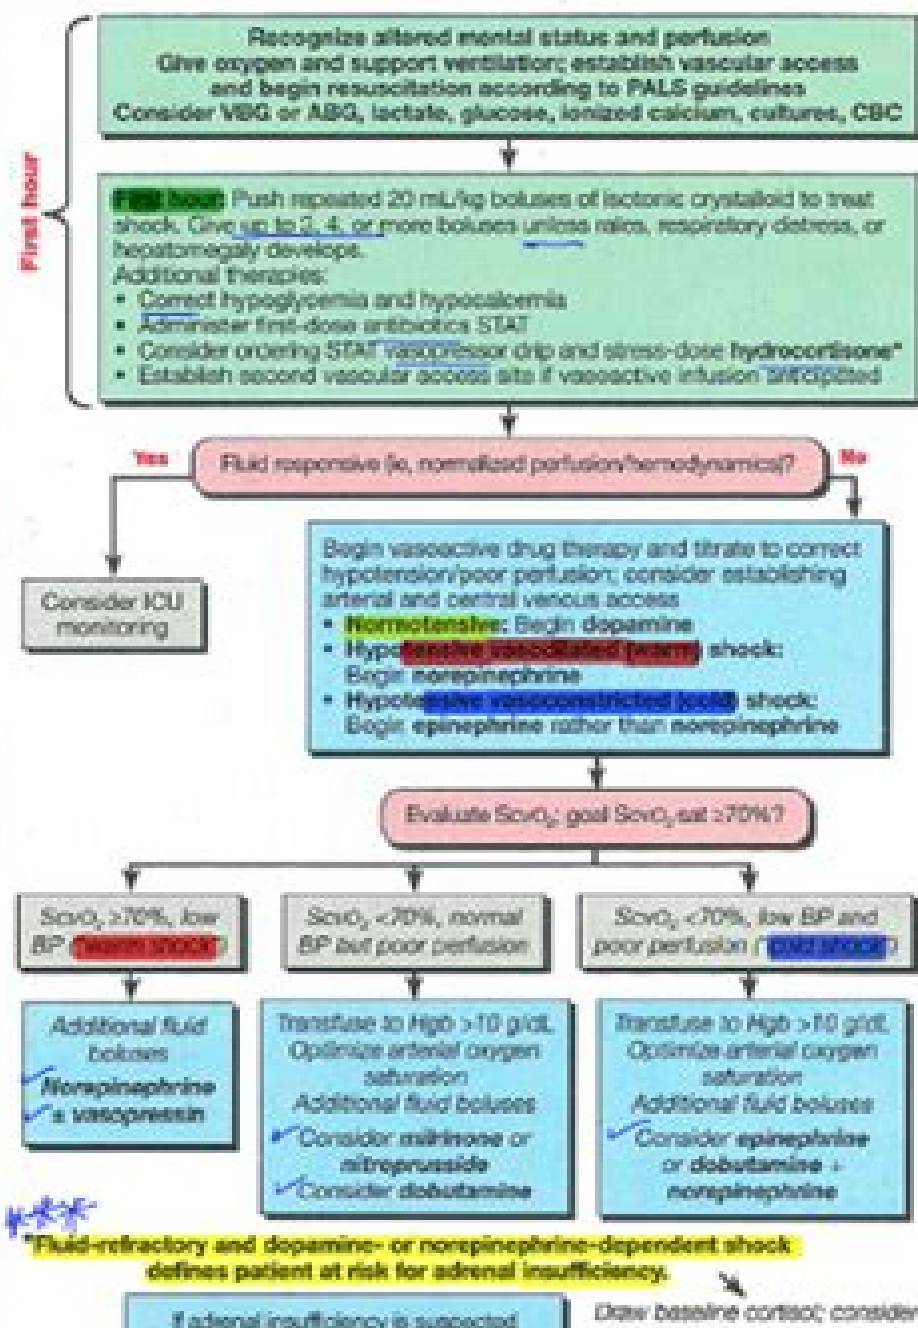 Recognize altered mental status and perfusion
Give oxygen and support ventilation; establish vascular access
and begin resuscitation according to PALS guidelines
Consider VBG or ABG, lactate, glucose, ionized calcium, cultures, CBC
First hour
First hour: Push repeated 20 mL/kg boluses of isotonic crystalloid to treat
shock. Give up to 3, 4, or more boluses unless rales, respiratory distress, or
hepatomegaly develops.
Additional therapies:
• Correct hypoglycemia and hypocalcemia
• Administer first-dose antibiotics STAT
• Consider ordering STAT vasopressor drip and stress-dose hydrocortisone*
• Establish second vascular access site if vasoactive infusion anticipated
Yes
Fluid responsive (ie, normalized perfusion/hemodynamics)?
No
Consider ICU
monitoring
Begin vasoactive drug therapy and titrate to correct
hypotension/poor perfusion; consider establishing
arterial and central venous access
• Normotensive: Begin dopamine
• Hypotensive vasodilated (warm) shock:
Begin norepinephrine
• Hypotensive vasoconstricted (cold) shock:
Begin epinephrine rather than norepinephrine
Evaluate ScvO₂; goal ScvO₂ sat ≥70%?
ScvO₂ ≥70%, low
BP ("warm shock")
ScvO₂ <70%, normal
BP but poor perfusion
ScvO₂ <70%, low BP and
poor perfusion ("cold shock")
Additional fluid
boluses
Norepinephrine
± vasopressin
Transfuse to Hgb >10 g/dL
Optimize arterial oxygen
saturation
Additional fluid boluses
Consider milrinone or
nitroprusside
Consider dobutamine
Transfuse to Hgb >10 g/dL
Optimize arterial oxygen
saturation
Additional fluid boluses
Consider epinephrine
or dobutamine +
norepinephrine
*Fluid-refractory and dopamine- or norepinephrine-dependent shock
defines patient at risk for adrenal insufficiency.
Draw baseline cortisol; consider
If adrenal insufficiency is suspected